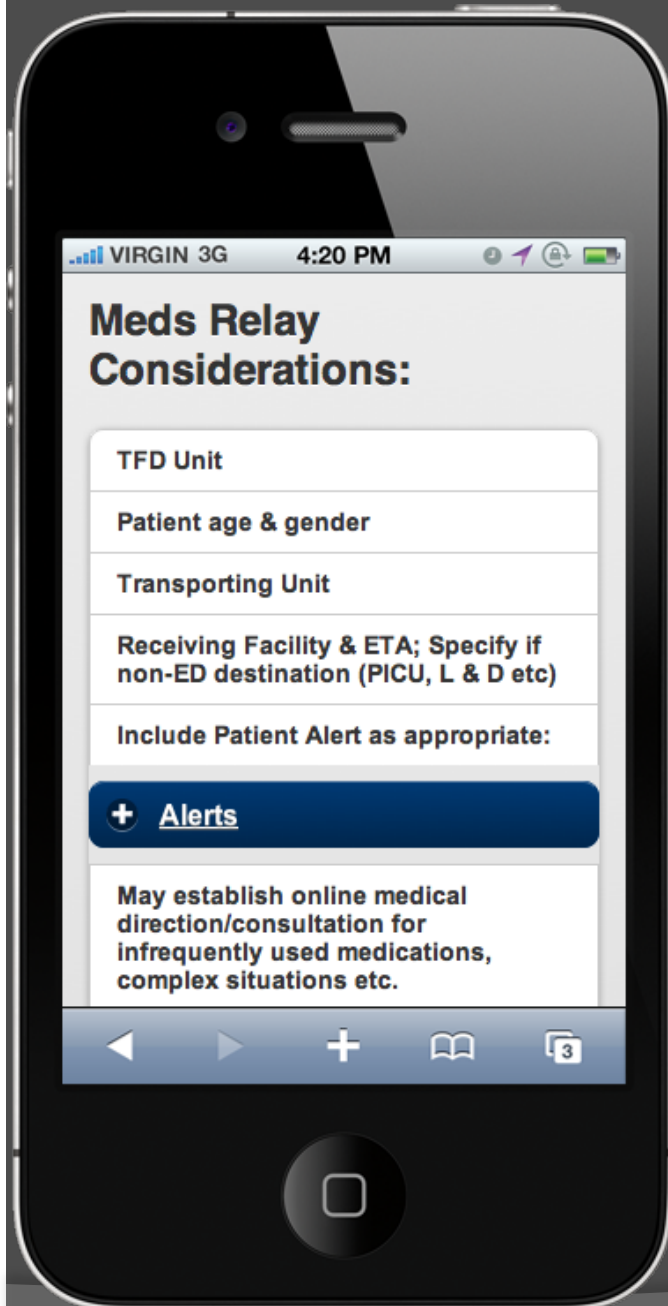 VIRGIN 3G 4:20 PM
Meds Relay
Considerations:
TFD Unit
Patient age & gender
Transporting Unit
Receiving Facility & ETA; Specify if
non-ED destination (PICU, L & D etc)
Include Patient Alert as appropriate:
Alerts
May establish online medical
direction/consultation for
infrequently used medications,
complex situations etc.
3